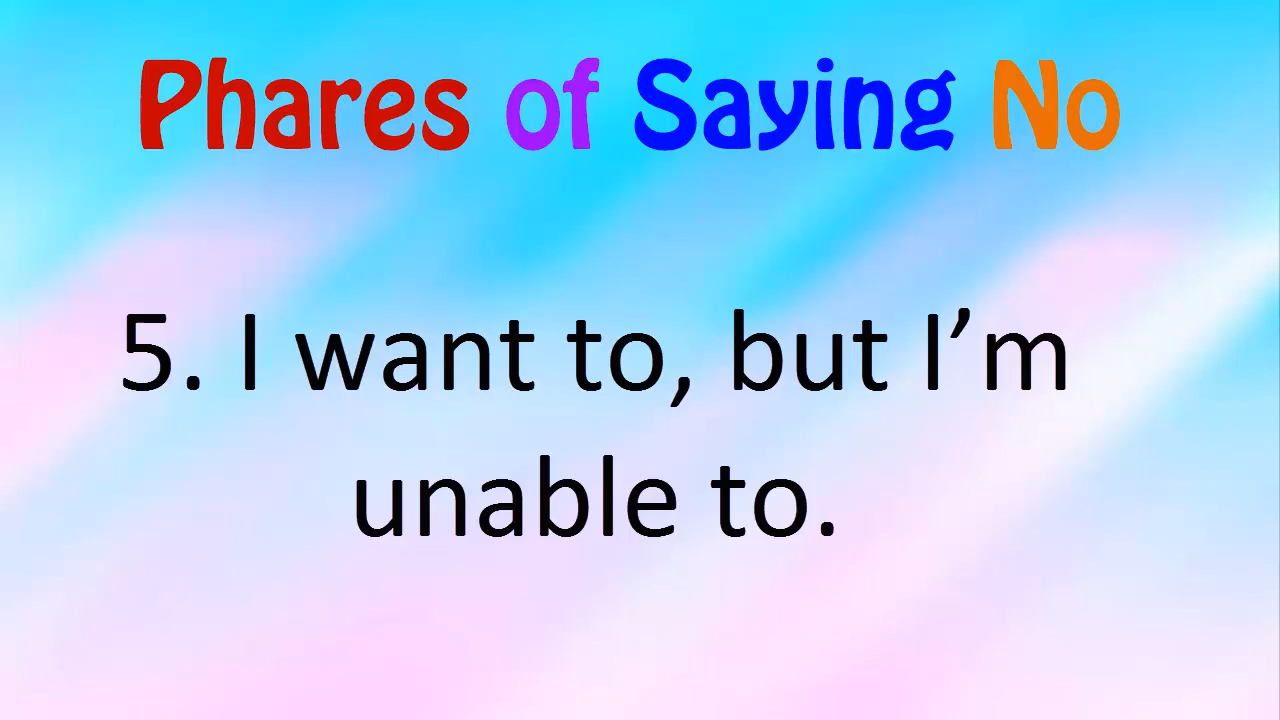 Phares of Saying No
5. I want to, but I’m
unable to.